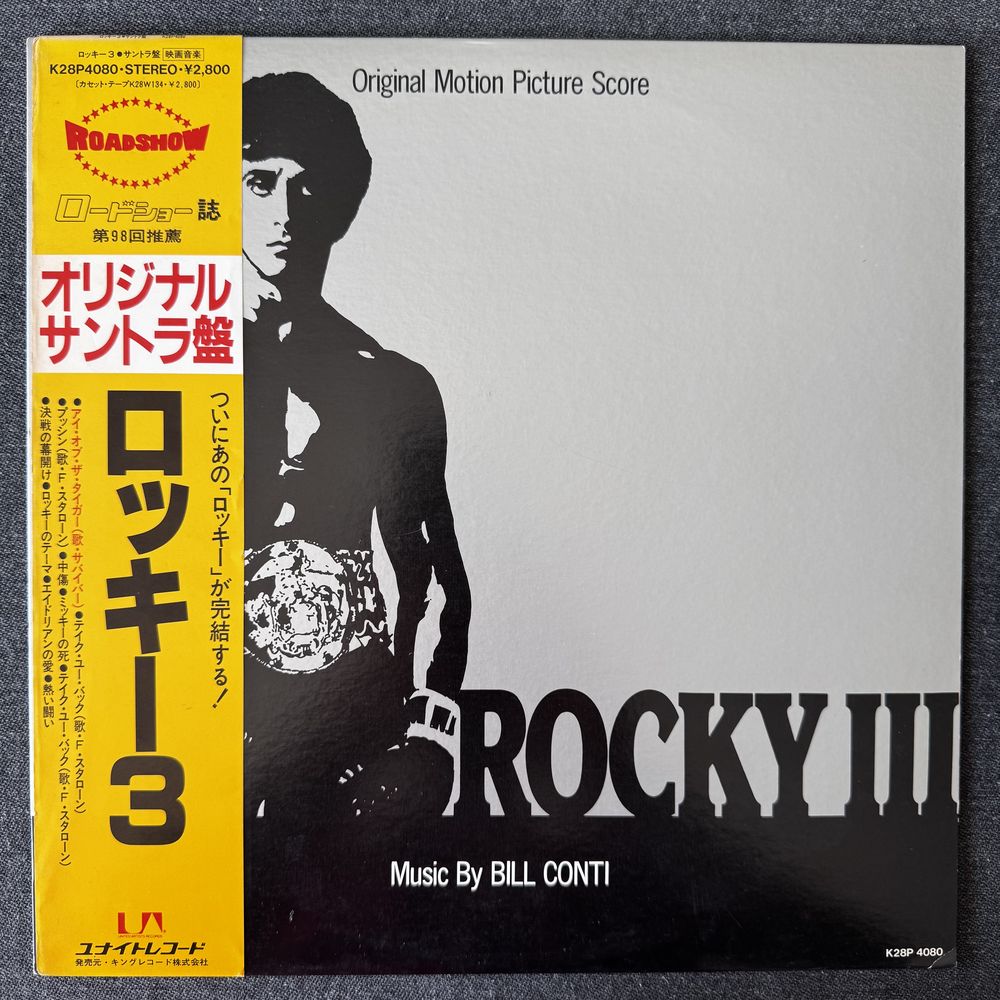 ロッキー3●サントラ盤 映画音楽
K28P4080・STEREO・¥2,800
〔カセット・テープK28W134・¥2,800〕
ROADSHOW
ロードショー誌
第98回推薦
オリジナル
サントラ盤
ついにあの「ロッキー」が完結する!
ロッキー3
●アイ・オブ・ザ・タイガー(歌・サバイバー)●テイク・ユー・バック(歌・F・スタローン)
●プッシン(歌・F・スタローン)●中傷●ミッキーの死●テイク・ユー・バック(歌・F・スタローン)
●決戦の幕開け●ロッキーのテーマ●エイドリアンの愛●熱い闘い
UA
UNITED ARTISTS RECORDS
ユナイトレコード
発売元・キングレコード株式会社
Original Motion Picture Score
ROCKY III
Music By BILL CONTI
K28P 4080